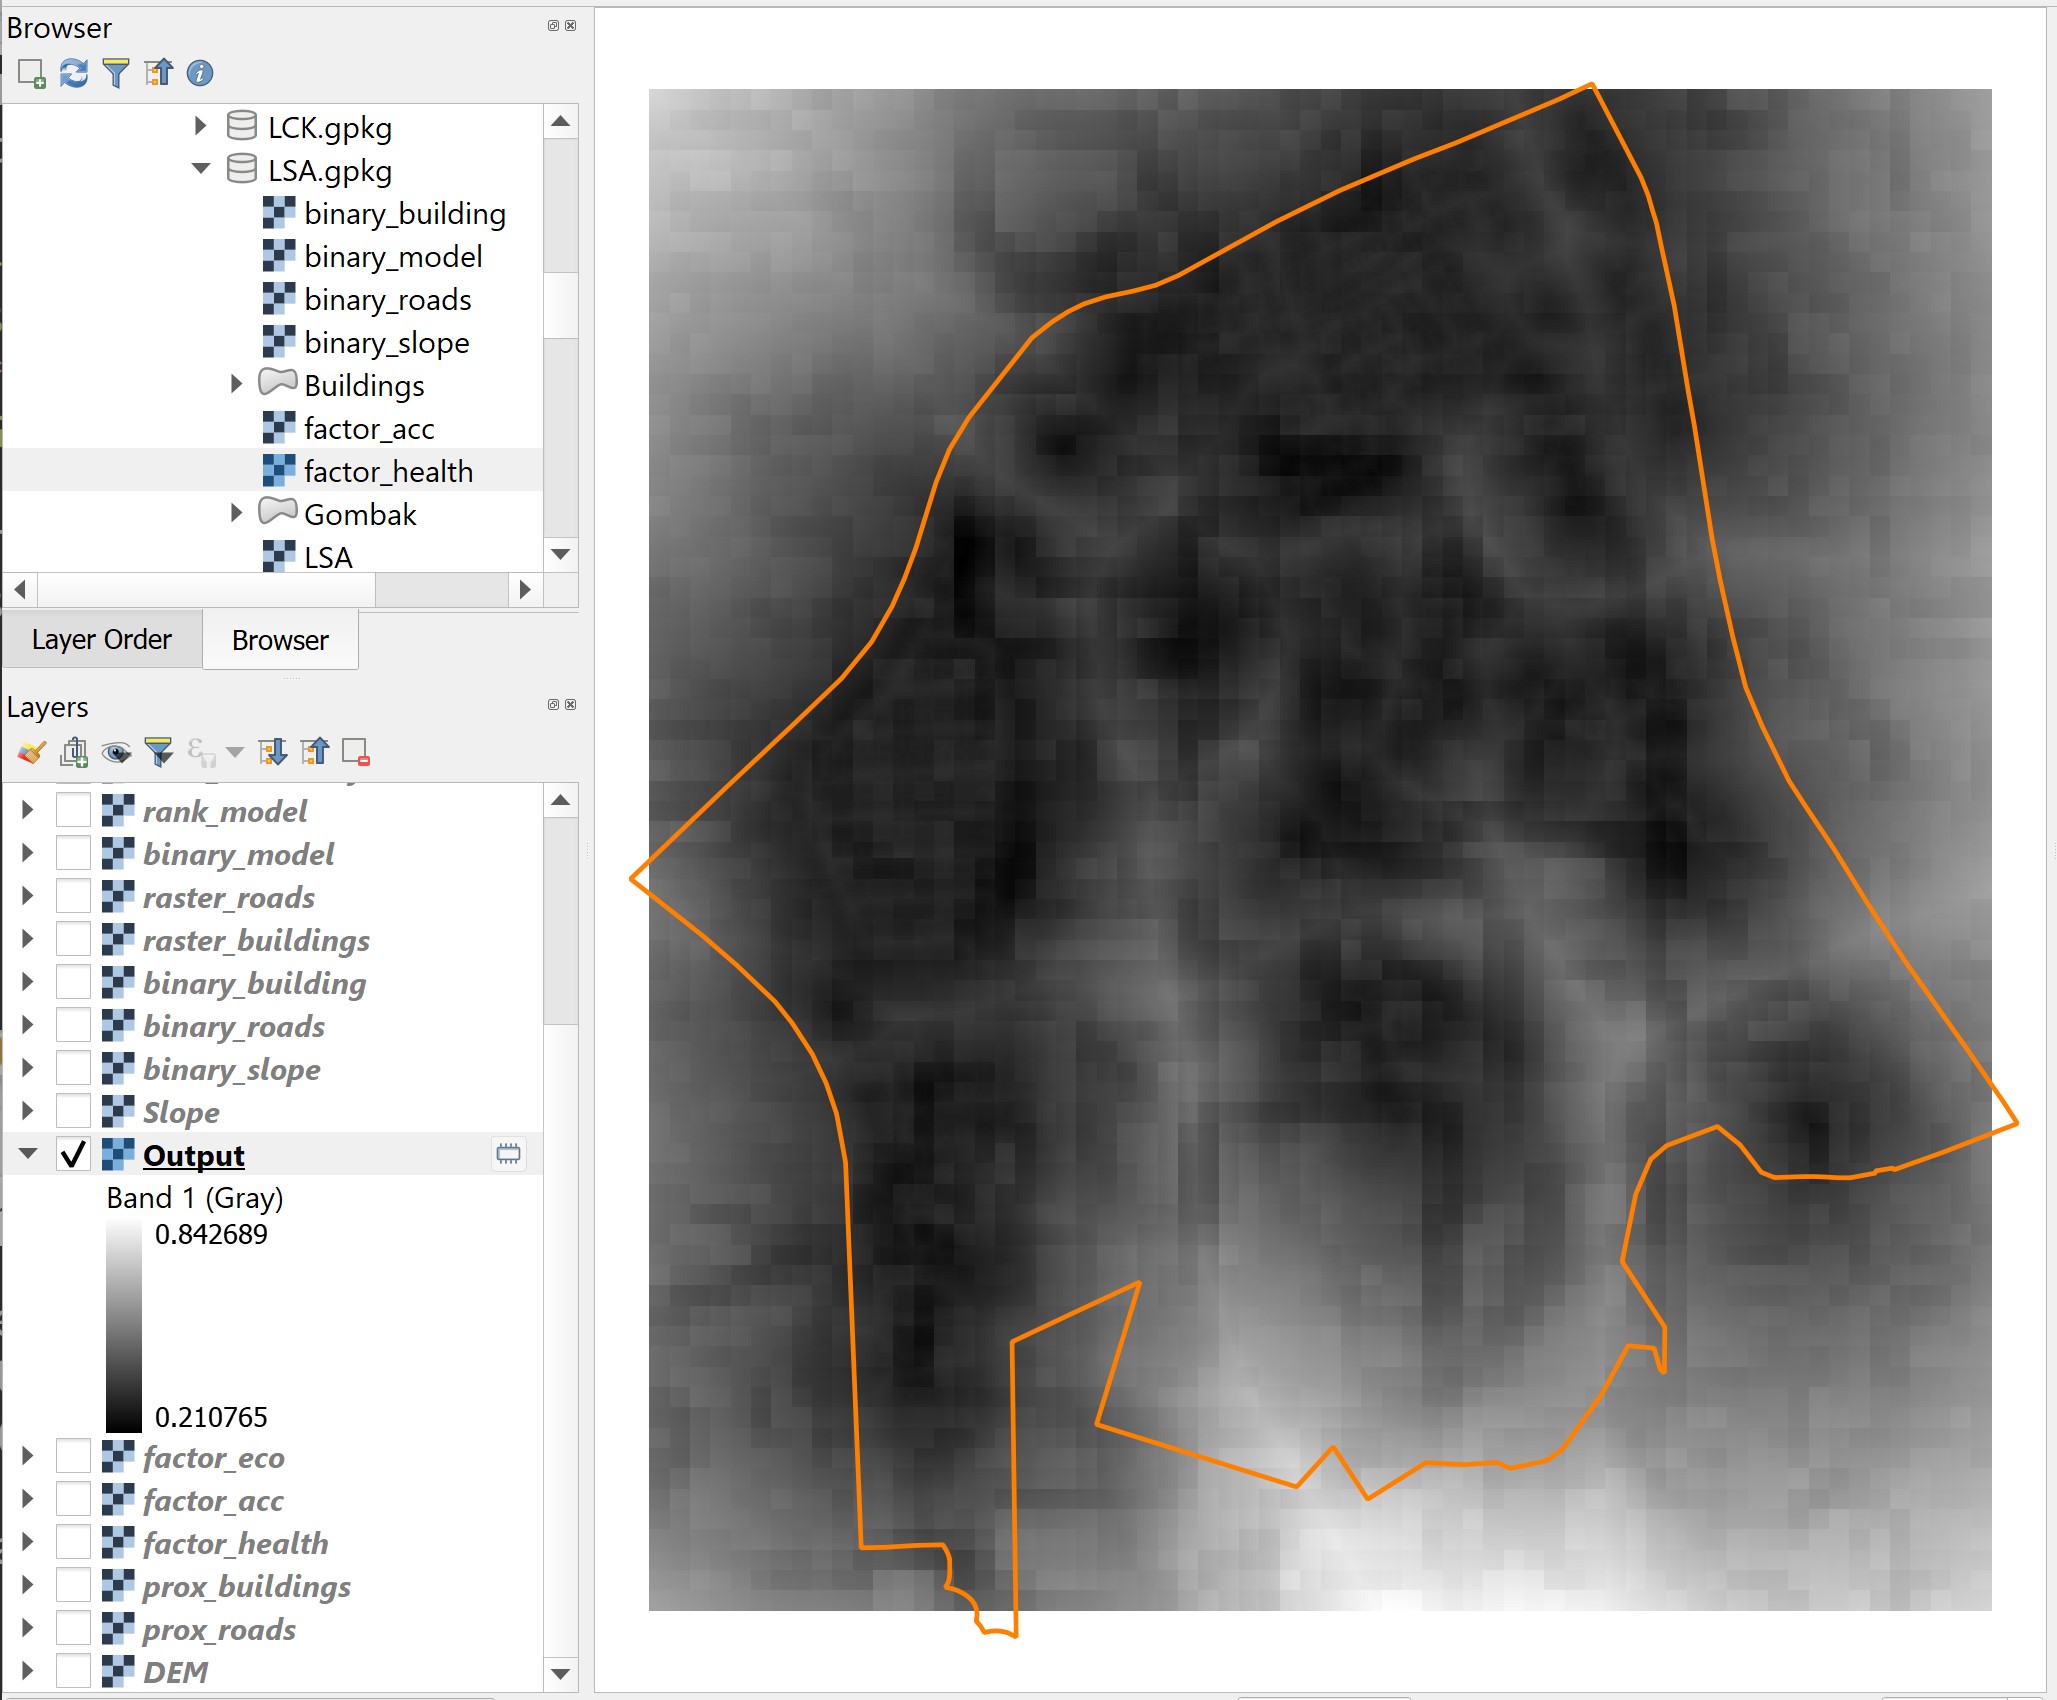 Browser
LCK.gpkg
LSA.gpkg
binary_building
binary_model
binary_roads
binary_slope
Buildings
factor_acc
factor_health
Gombak
LSA
Layer Order
Browser
Layers
rank_model
binary_model
raster_roads
raster_buildings
binary_building
binary_roads
binary_slope
Slope
Output
Band 1 (Gray)
0.842689
0.210765
factor_eco
factor_acc
factor_health
prox_buildings
prox_roads
DEM